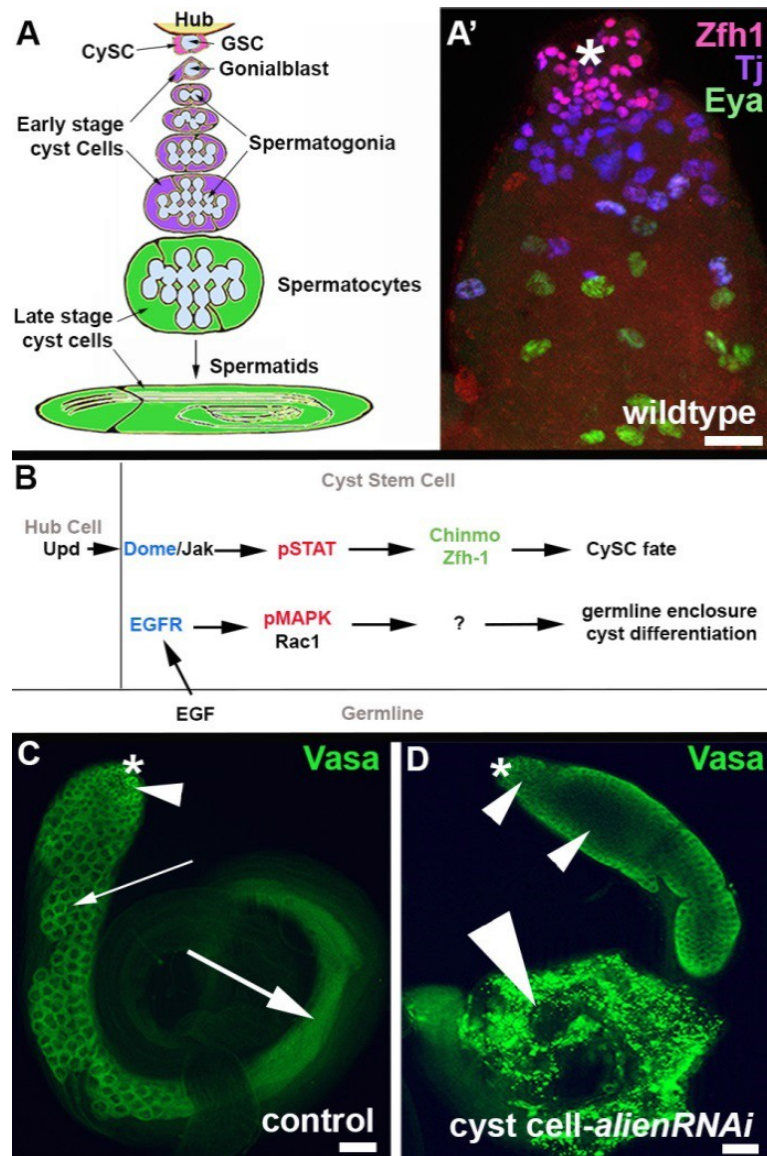 A
Hub
CySC
GSC
Gonialblast
Early stage
cyst Cells
Spermatogonia
Spermatocytes
Late stage
cyst cells
Spermatids
A'
*
Zfh1
Tj
Eya
wildtype
B
Cyst Stem Cell
Hub Cell
Upd
Dome/Jak
pSTAT
Chinmo
Zfh-1
CySC fate
EGFR
pMAPK
Rac1
?
germline enclosure
cyst differentiation
EGF
Germline
C
*
Vasa
control
D
*
Vasa
cyst cell-alienRNAi